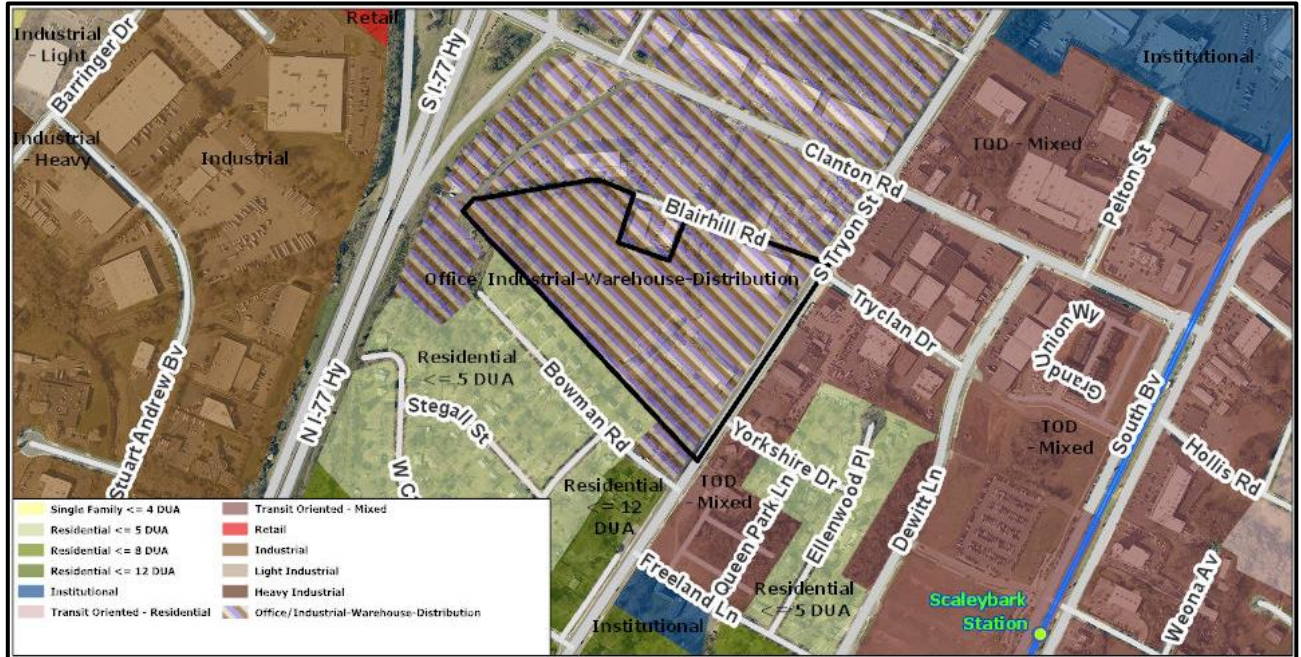 Industrial
- Light
Retail
Barringer Dr
S I-77 Hy
Institutional
Industrial
- Heavy
Industrial
TOD - Mixed
Clanton Rd
Pelton St
Blairhill Rd
S Tryon St
Office/Industrial-Warehouse-Distribution
Tryclan Dr
Union Wy
Grand
Residential
<= 5 DUA
Bowman Rd
N I-77 Hy
Stegall St
Stuart Andrew Bv
W C
South Bv
TOD
- Mixed
Hollis Rd
Yorkshire Dr
TOD
- Mixed
Residential
<= 12
DUA
Queen Park Ln
Ellenwood Pl
Dewitt Ln
Freeland Ln
Residential
<= 5 DUA
Institutional
Scaleybark
Station
Weona Av
Single Family <= 4 DUA
Residential <= 5 DUA
Residential <= 8 DUA
Residential <= 12 DUA
Institutional
Transit Oriented - Residential
Transit Oriented - Mixed
Retail
Industrial
Light Industrial
Heavy Industrial
Office/Industrial-Warehouse-Distribution